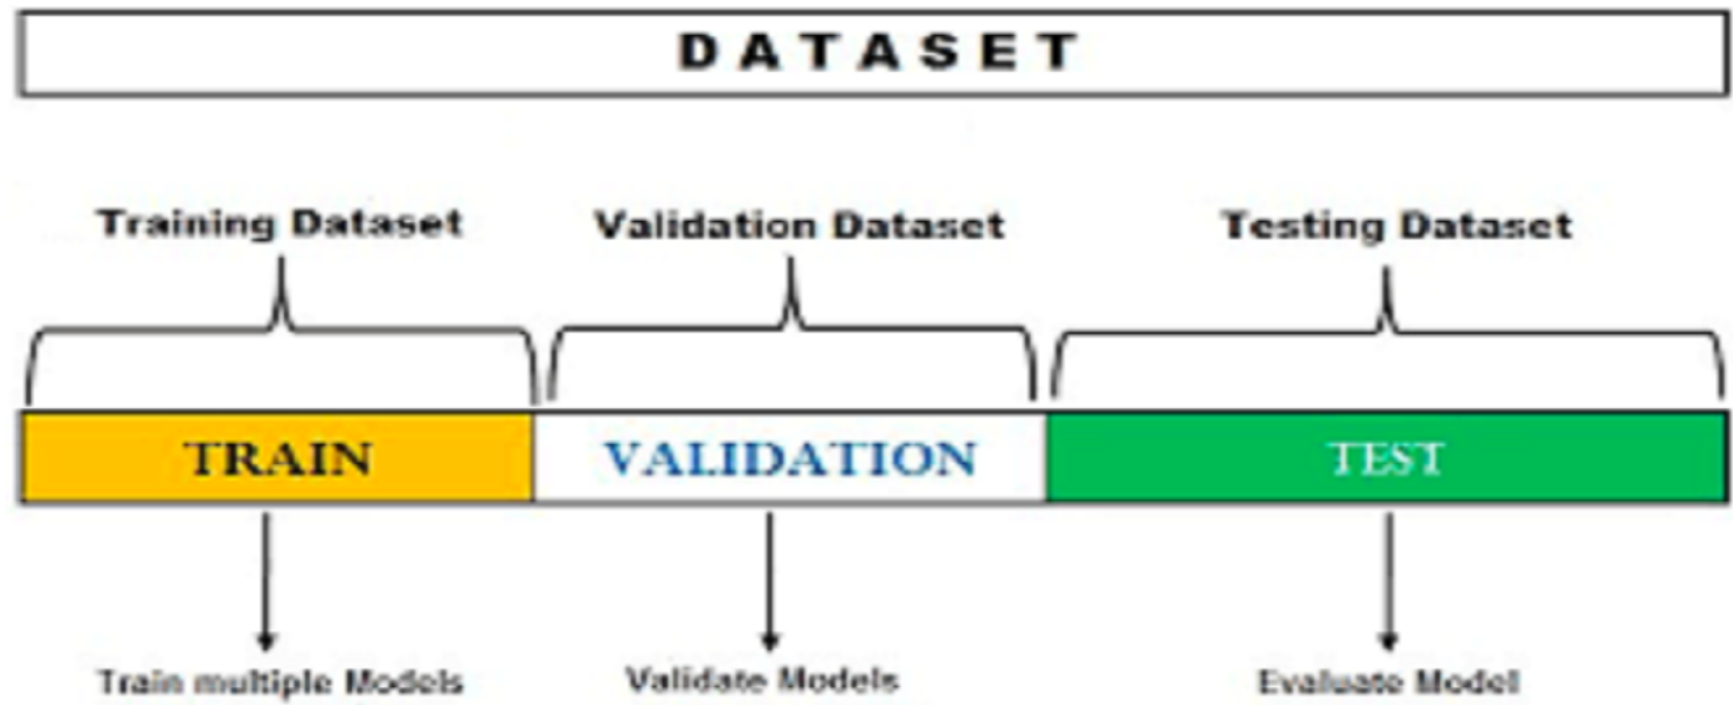 DATASET
Training Dataset
Validation Dataset
Testing Dataset
TRAIN
VALIDATION
TEST
Train multiple Models
Validate Models
Evaluate Model